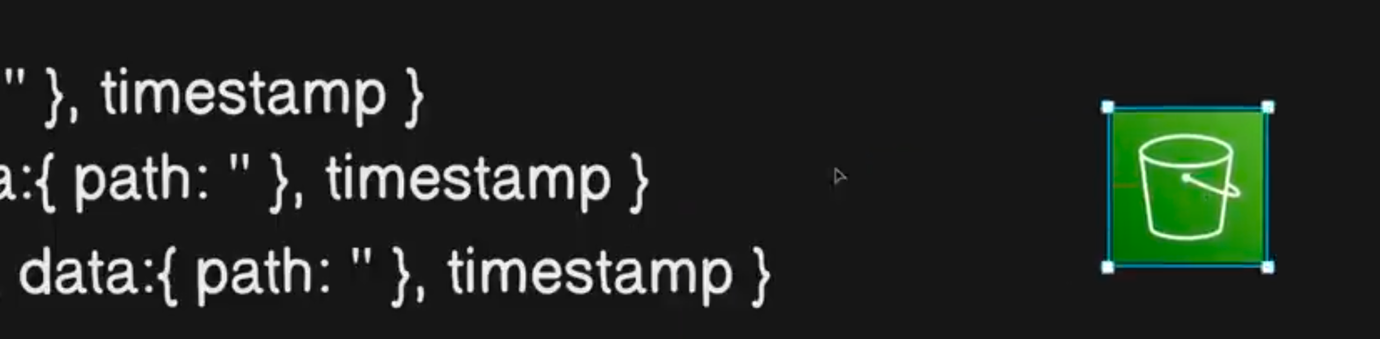 " }, timestamp }
a:{ path: " }, timestamp }
data:{ path: " }, timestamp }